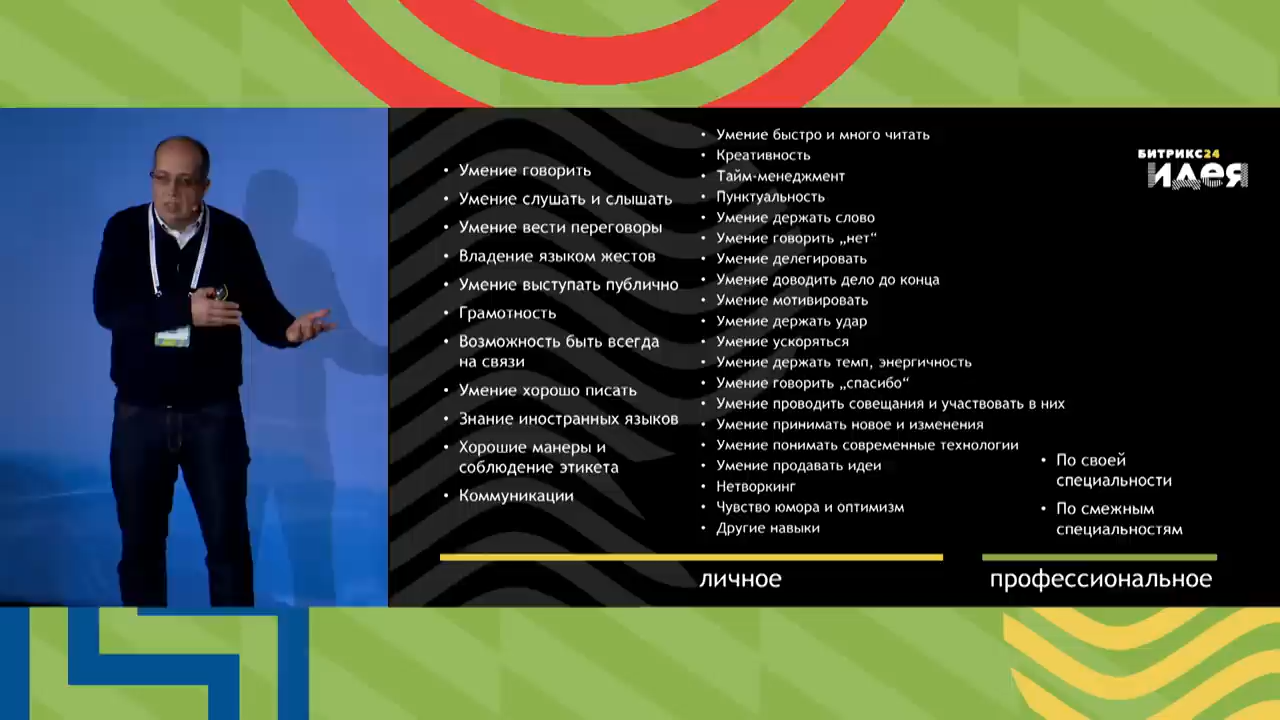 • Умение говорить
• Умение слушать и слышать
• Умение вести переговоры
• Владение языком жестов
• Умение выступать публично
• Грамотность
• Возможность быть всегда
на связи
• Умение хорошо писать
• Знание иностранных языков
• Хорошие манеры и
соблюдение этикета
• Коммуникации
• Умение быстро и много читать
• Креативность
• Тайм-менеджмент
• Пунктуальность
• Умение держать слово
• Умение говорить „нет“
• Умение делегировать
• Умение доводить дело до конца
• Умение мотивировать
• Умение держать удар
• Умение ускоряться
• Умение держать темп, энергичность
• Умение говорить „спасибо“
• Умение проводить совещания и участвовать в них
• Умение принимать новое и изменения
• Умение понимать современные технологии
• Умение продавать идеи
• Нетворкинг
• Чувство юмора и оптимизм
• Другие навыки
личное
БИТРИКС24
идея
• По своей
специальности
• По смежным
специальностям
профессиональное